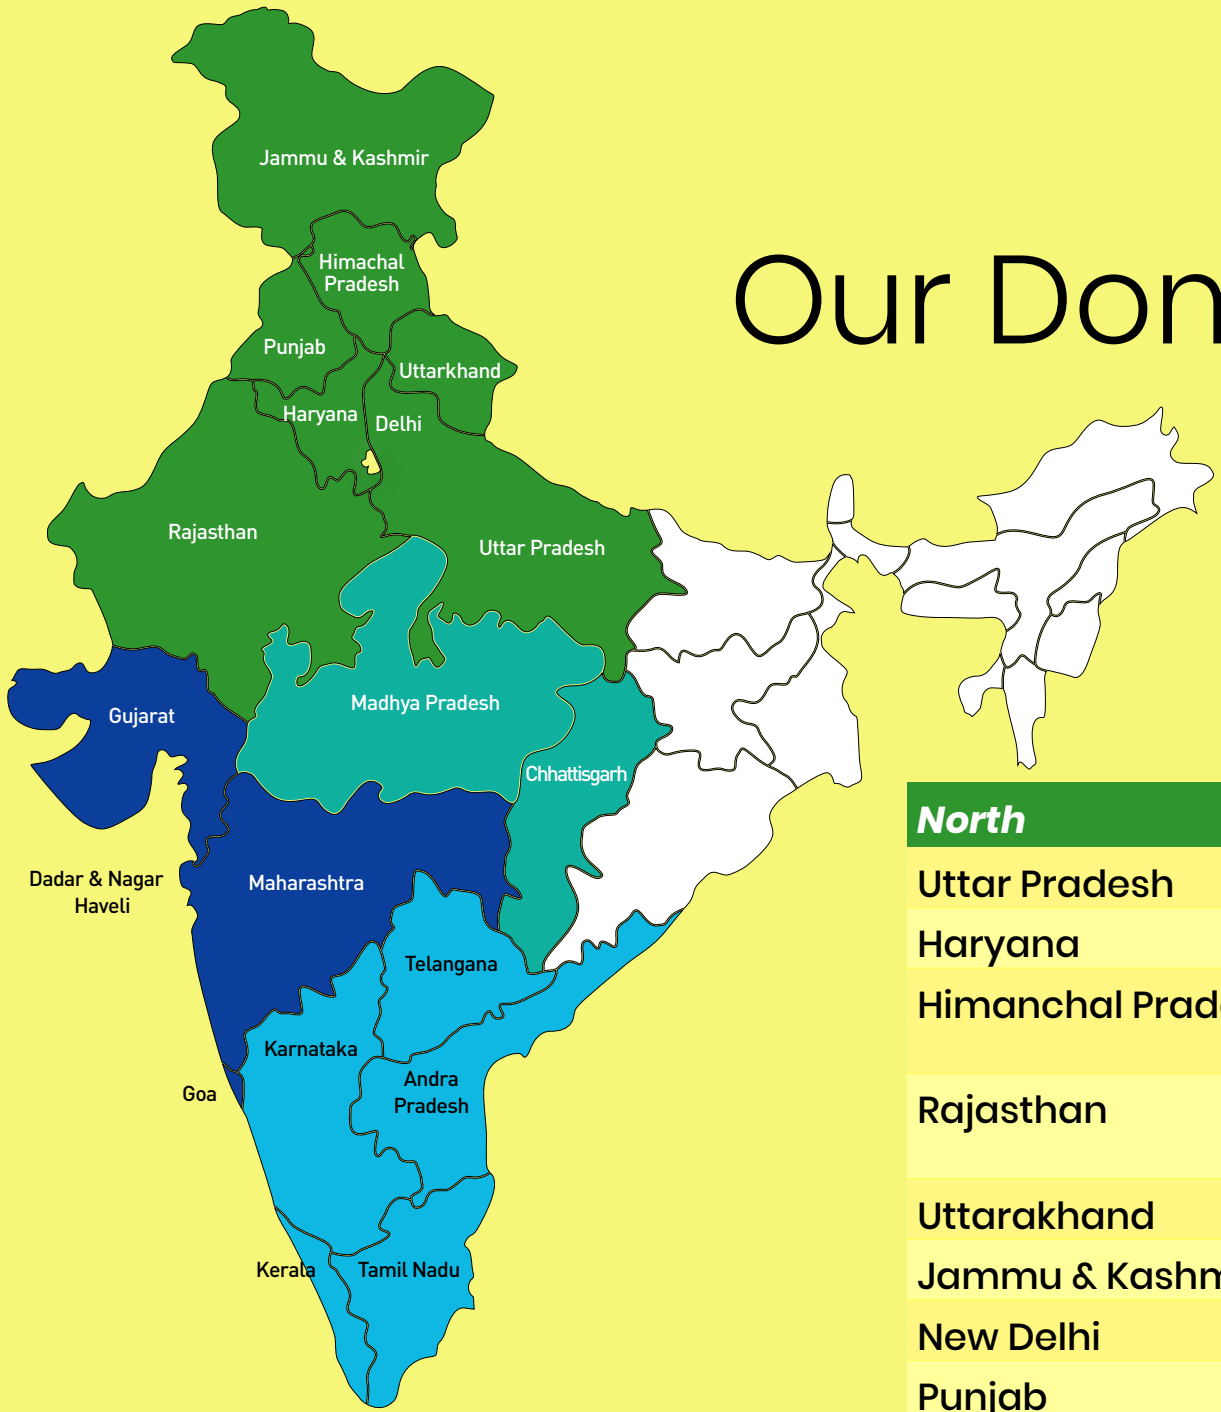 Our Don
Jammu & Kashmir
Himachal
Pradesh
Punjab
Uttarkhand
Haryana
Delhi
Rajasthan
Uttar Pradesh
Madhya Pradesh
Gujarat
Chhattisgarh
Dadar & Nagar
Haveli
Maharashtra
Telangana
Karnataka
Andra
Pradesh
Goa
Kerala
Tamil Nadu
North
Uttar Pradesh
Haryana
Himanchal Prade
Rajasthan
Uttarakhand
Jammu & Kashm
New Delhi
Punjab